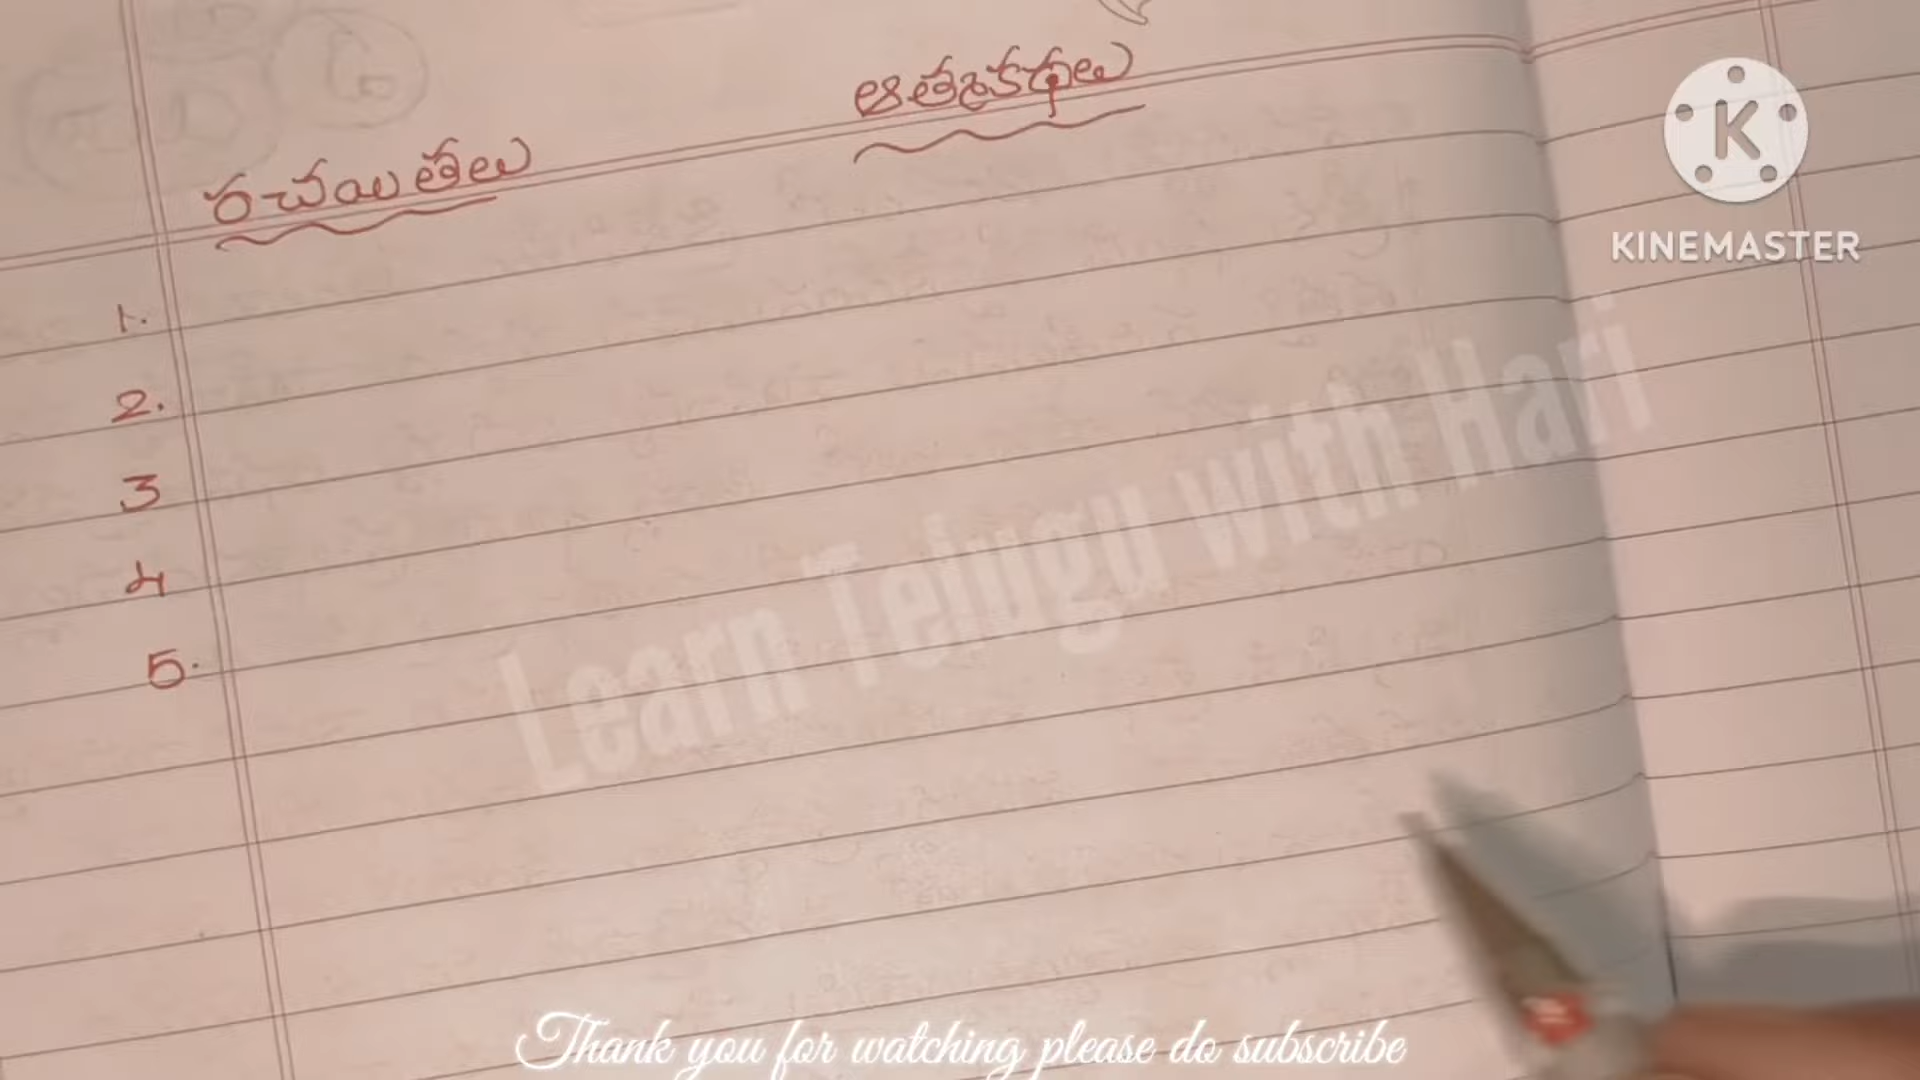 ఆత్మకథలు
రచయితలు
K
KINEMASTER
1.
2.
3
4
5.
Learn Telugu with Hari
Thank you for watching please do subscribe